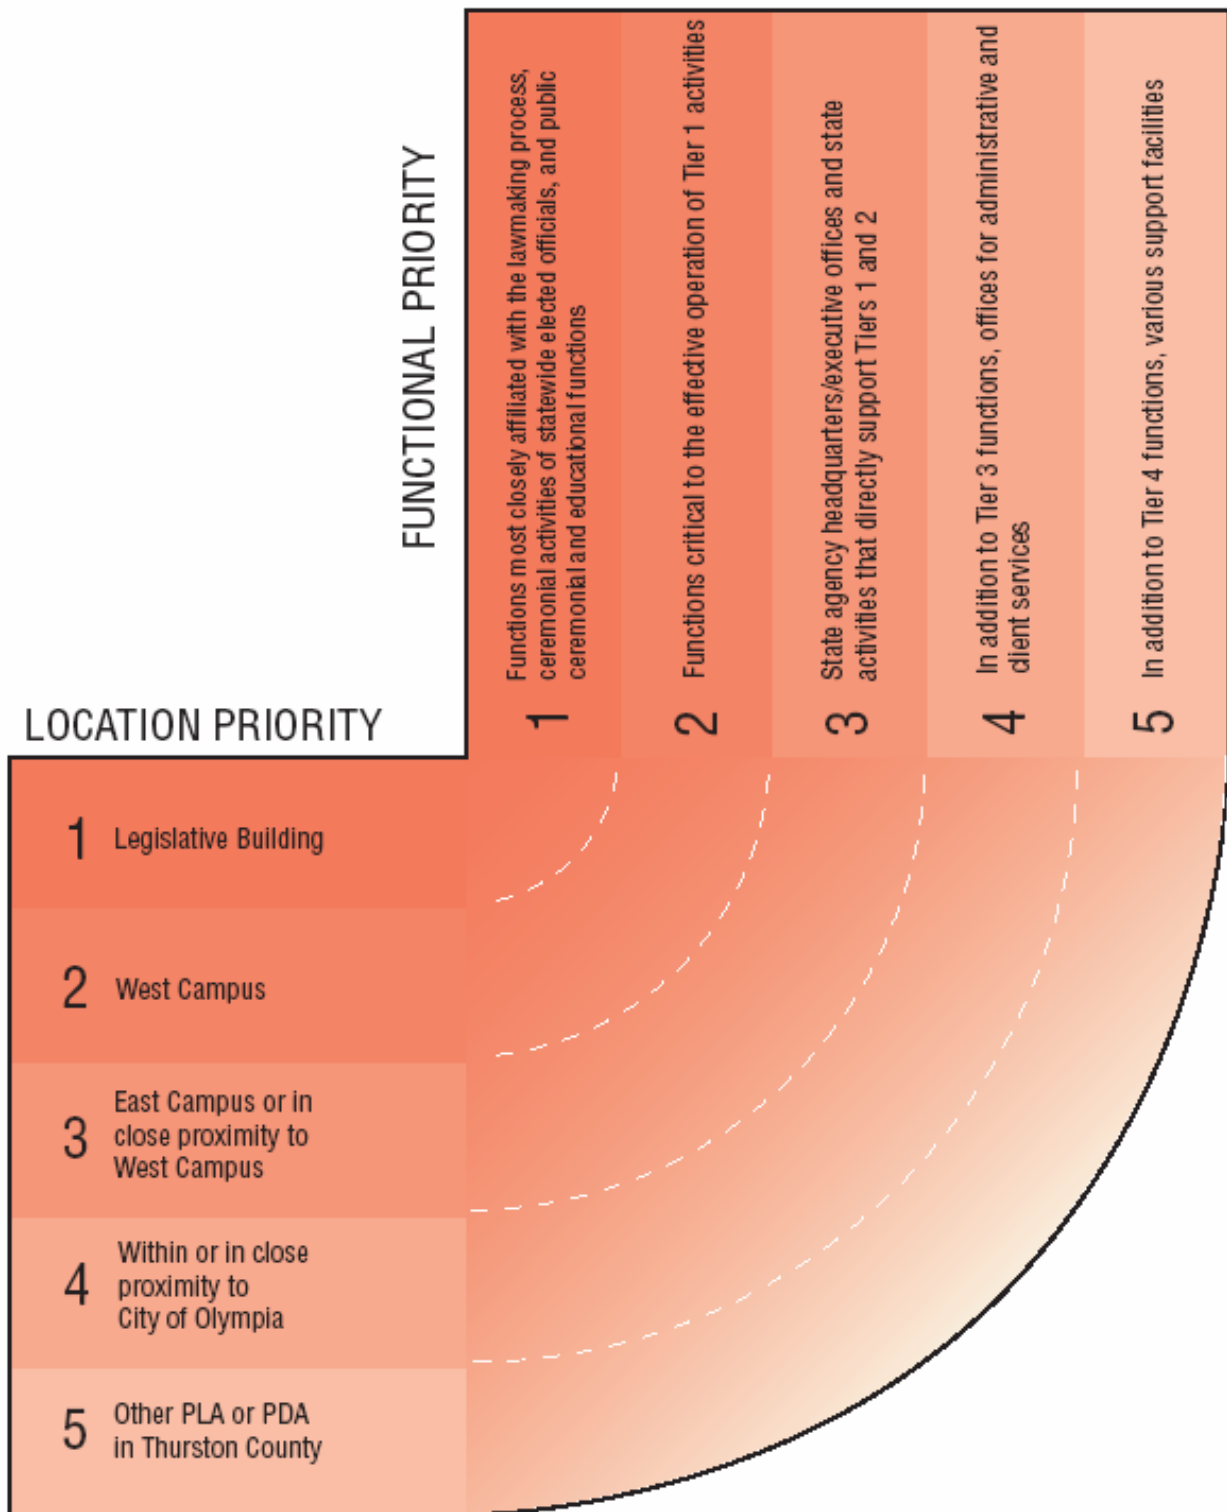 FUNCTIONAL PRIORITY
1
Functions most closely affiliated with the lawmaking process,
ceremonial activities of statewide elected officials, and public
ceremonial and educational functions
2
Functions critical to the effective operation of Tier 1 activities
3
State agency headquarters/executive offices and state
activities that directly support Tiers 1 and 2
4
In addition to Tier 3 functions, offices for administrative and
client services
5
In addition to Tier 4 functions, various support facilities
LOCATION PRIORITY
1 Legislative Building
2 West Campus
3 East Campus or in
close proximity to
West Campus
4 Within or in close
proximity to
City of Olympia
5 Other PLA or PDA
in Thurston County